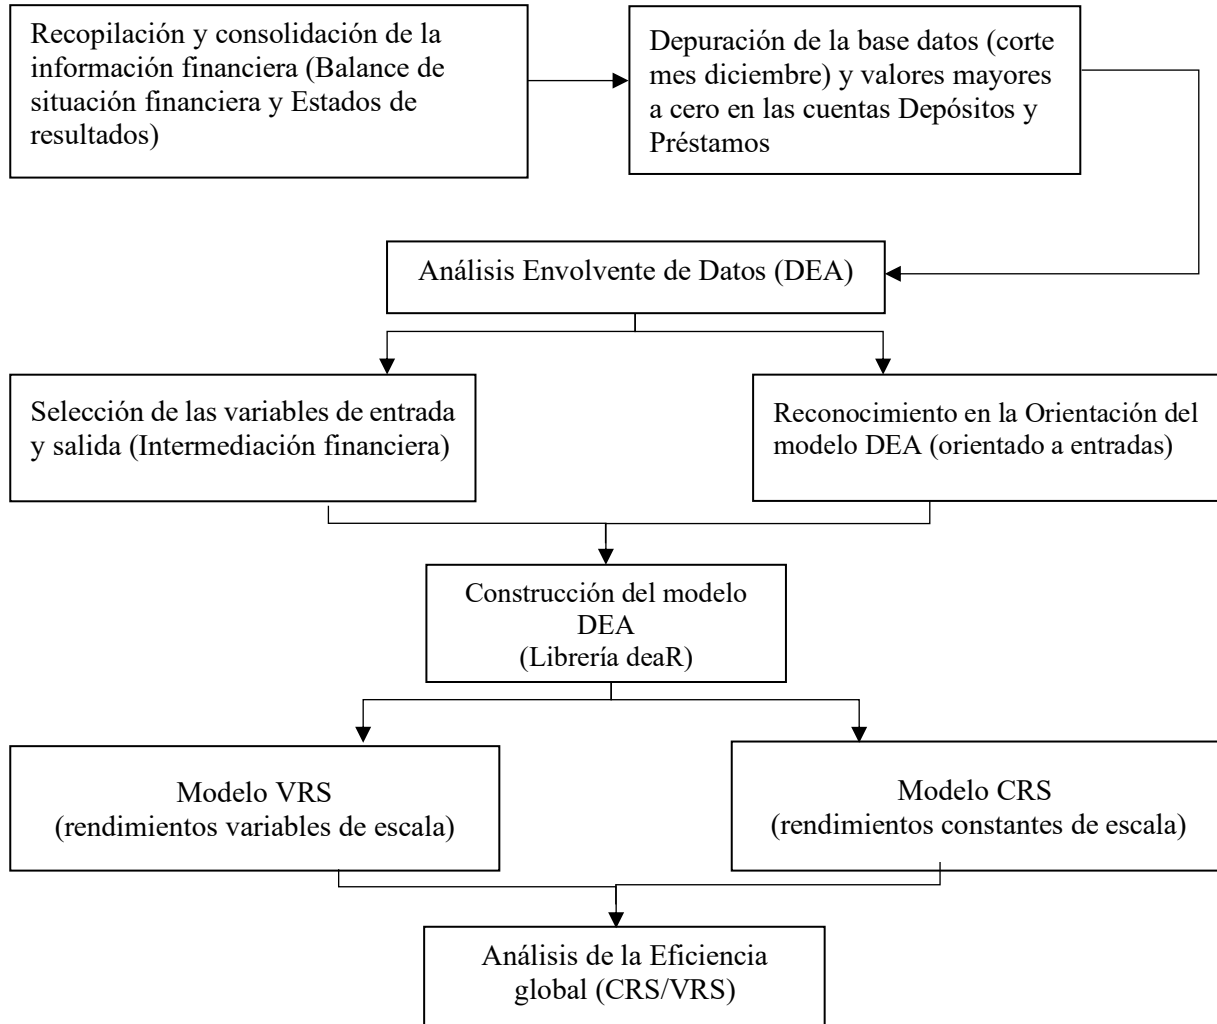 Recopilación y consolidación de la
información financiera (Balance de
situación financiera y Estados de
resultados)
Depuración de la base datos (corte
mes diciembre) y valores mayores
a cero en las cuentas Depósitos y
Préstamos
Análisis Envolvente de Datos (DEA)
Selección de las variables de entrada
y salida (Intermediación financiera)
Reconocimiento en la Orientación del
modelo DEA (orientado a entradas)
Construcción del modelo
DEA
(Librería deaR)
Modelo VRS
(rendimientos variables de escala)
Modelo CRS
(rendimientos constantes de escala)
Análisis de la Eficiencia
global (CRS/VRS)